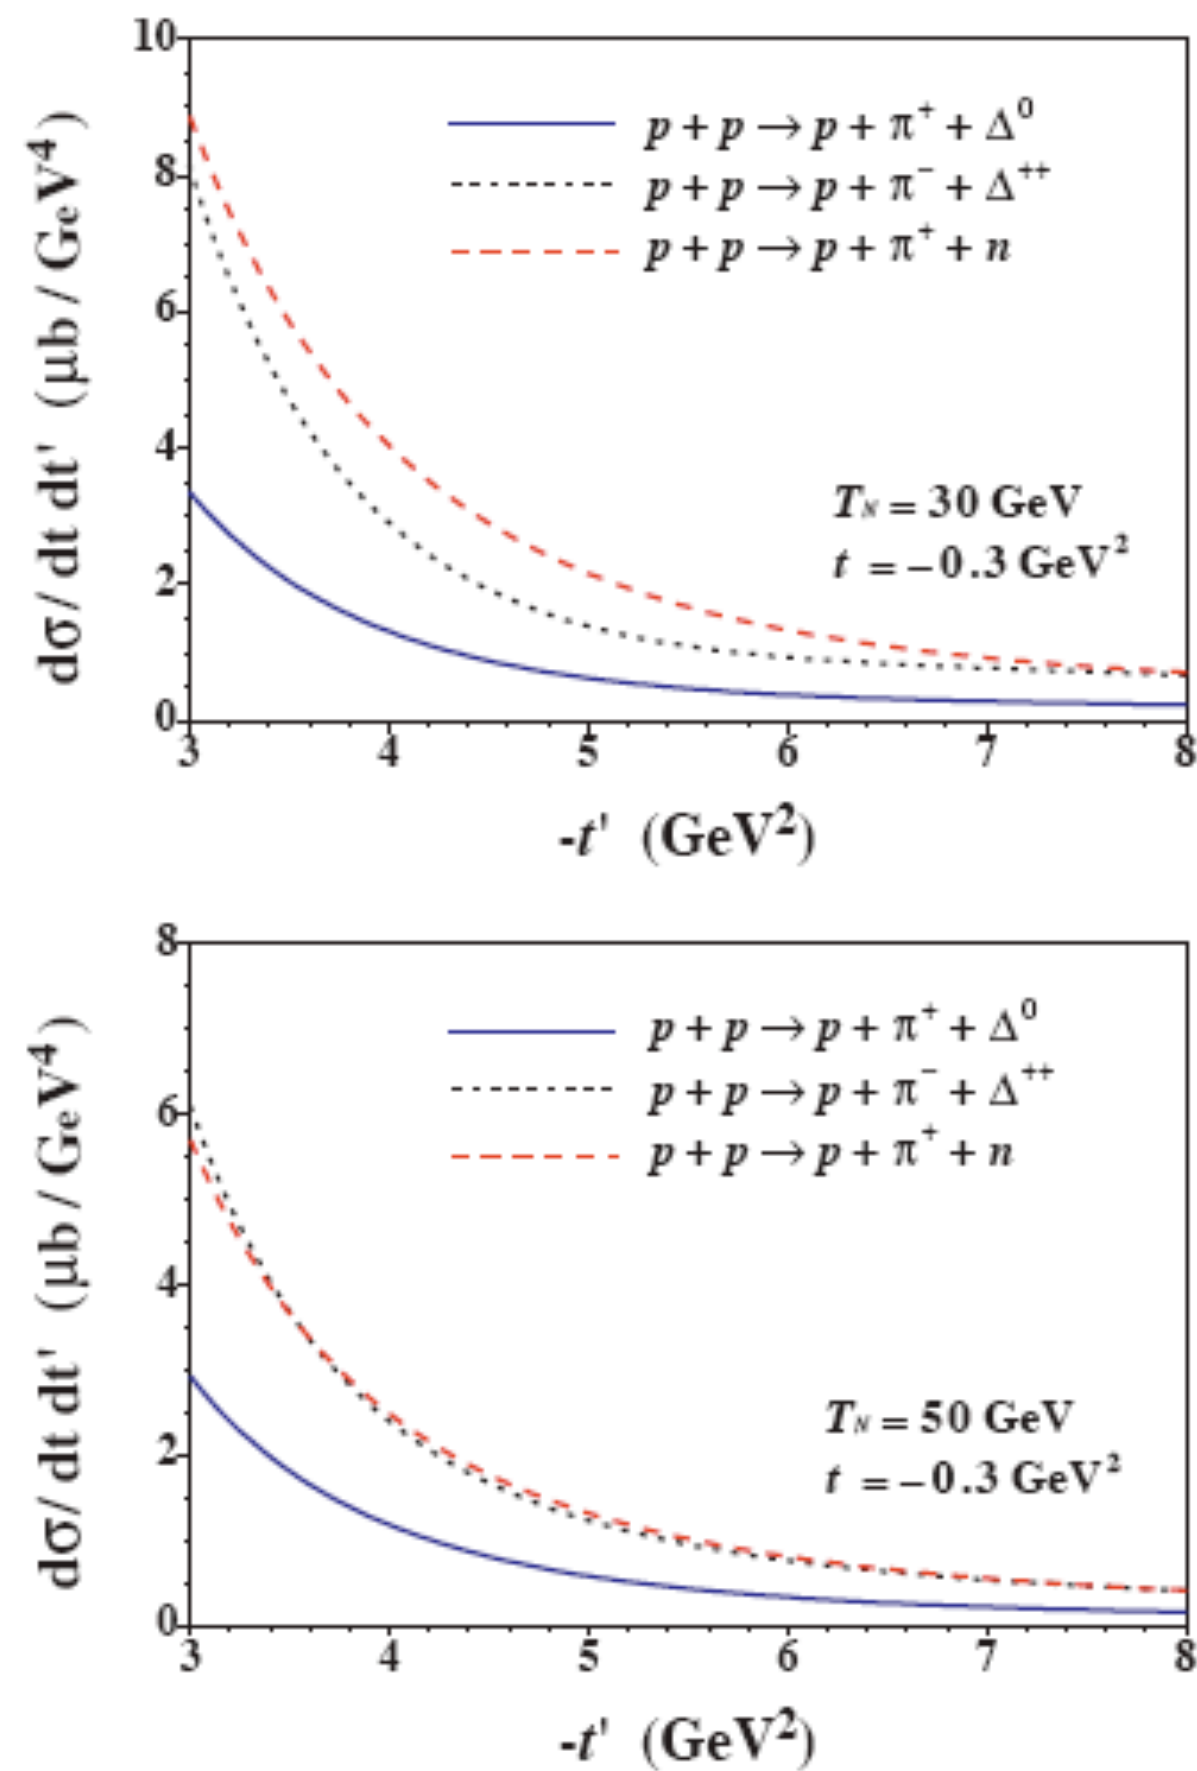 10
8
6
4
2
0
dσ/ dt dt' (μb / GeV⁴)
p + p → p + π⁺ + Δ⁰
p + p → p + π⁻ + Δ⁺⁺
p + p → p + π⁺ + n
T_N = 30 GeV
t = −0.3 GeV²
3 4 5 6 7 8
-t' (GeV²)
8
6
4
2
0
dσ/ dt dt' (μb / GeV⁴)
p + p → p + π⁺ + Δ⁰
p + p → p + π⁻ + Δ⁺⁺
p + p → p + π⁺ + n
T_N = 50 GeV
t = −0.3 GeV²
3 4 5 6 7 8
-t' (GeV²)